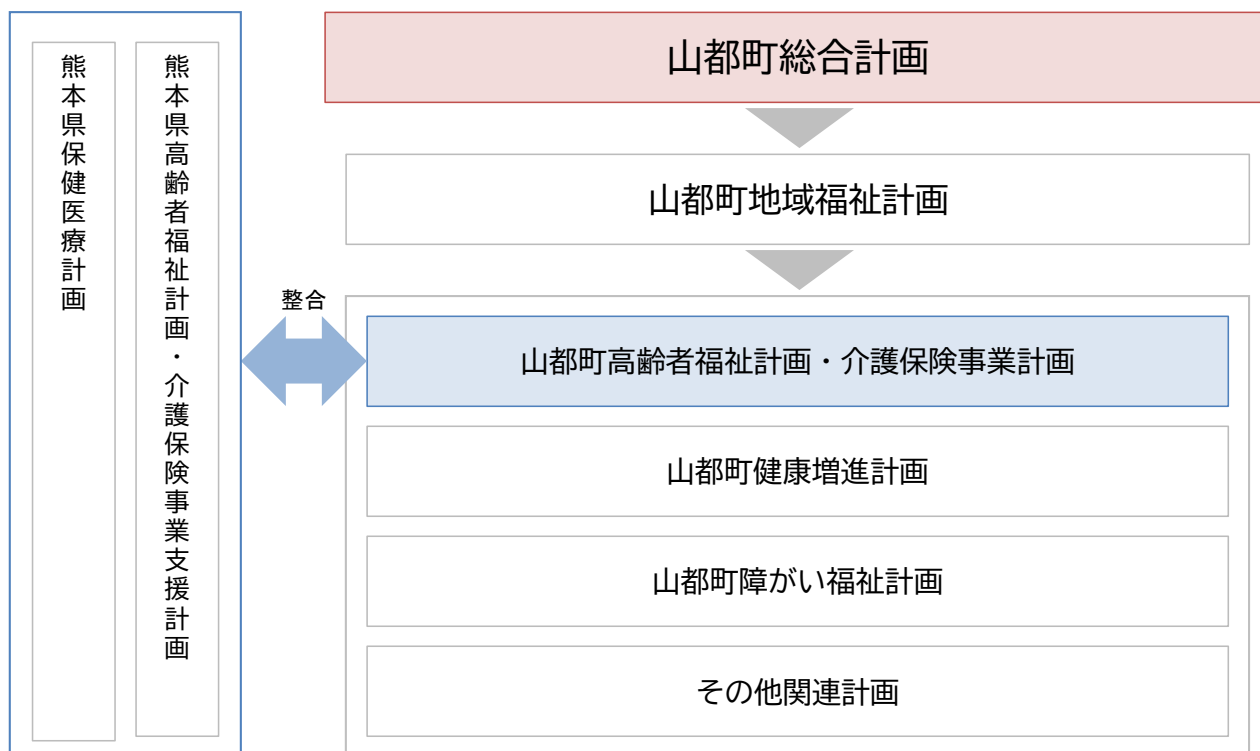 山都町総合計画
山都町地域福祉計画
整合
山都町高齢者福祉計画・介護保険事業計画
山都町健康増進計画
山都町障がい福祉計画
その他関連計画
熊本県高齢者福祉計画・介護保険事業支援計画
熊本県保健医療計画